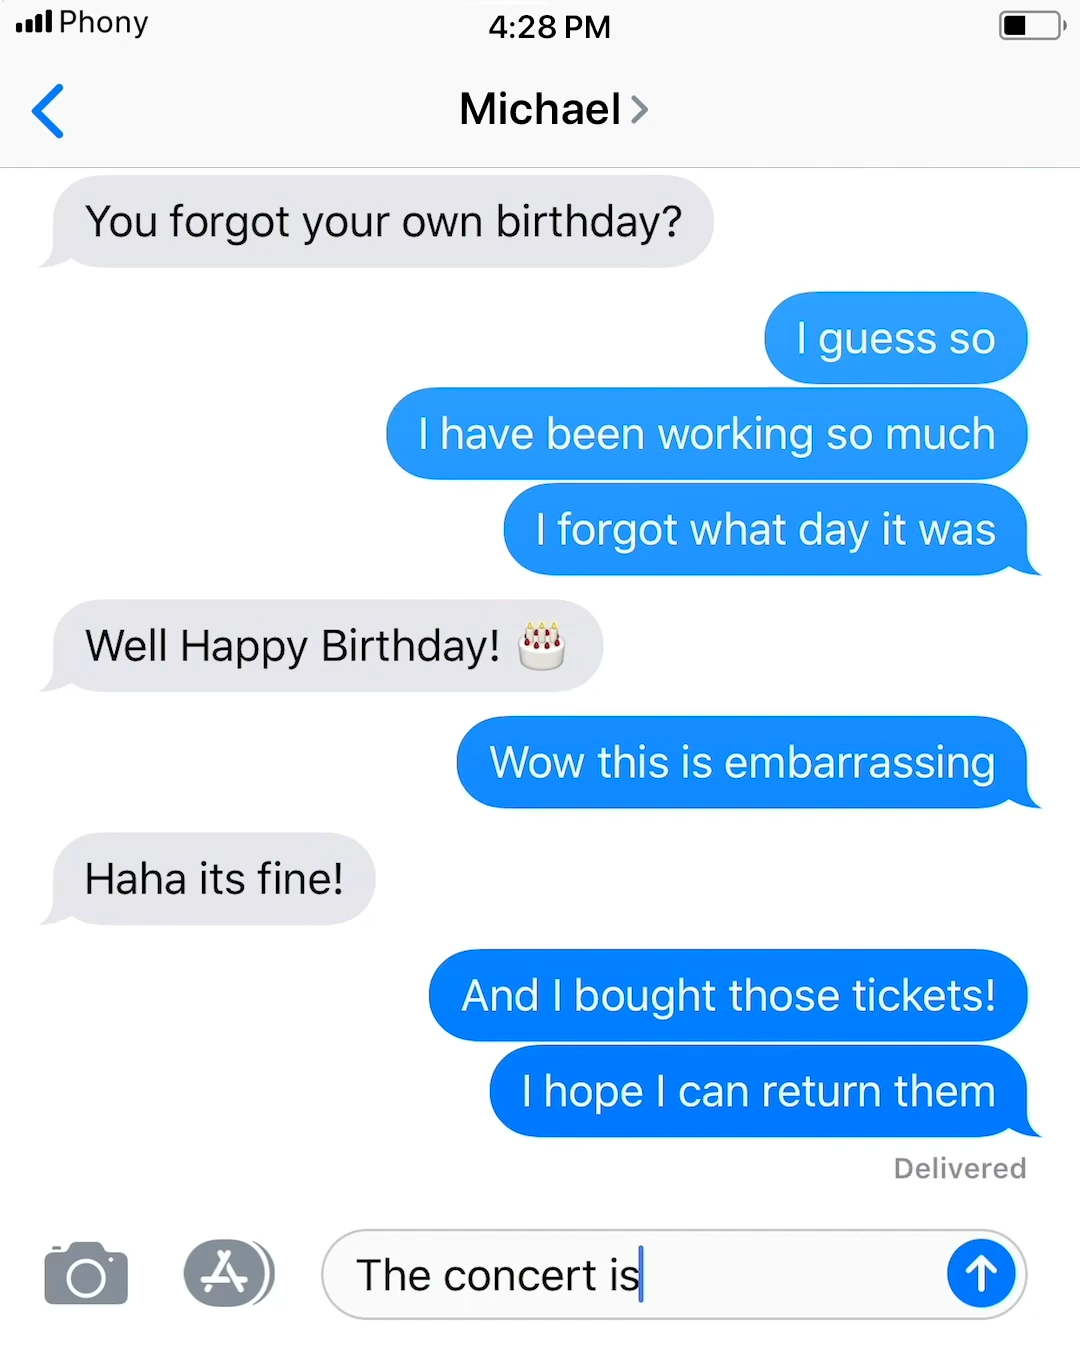 Phony
4:28 PM
Michael
You forgot your own birthday?
I guess so
I have been working so much
I forgot what day it was
Well Happy Birthday! 🎂
Wow this is embarrassing
Haha its fine!
And I bought those tickets!
I hope I can return them
Delivered
The concert is